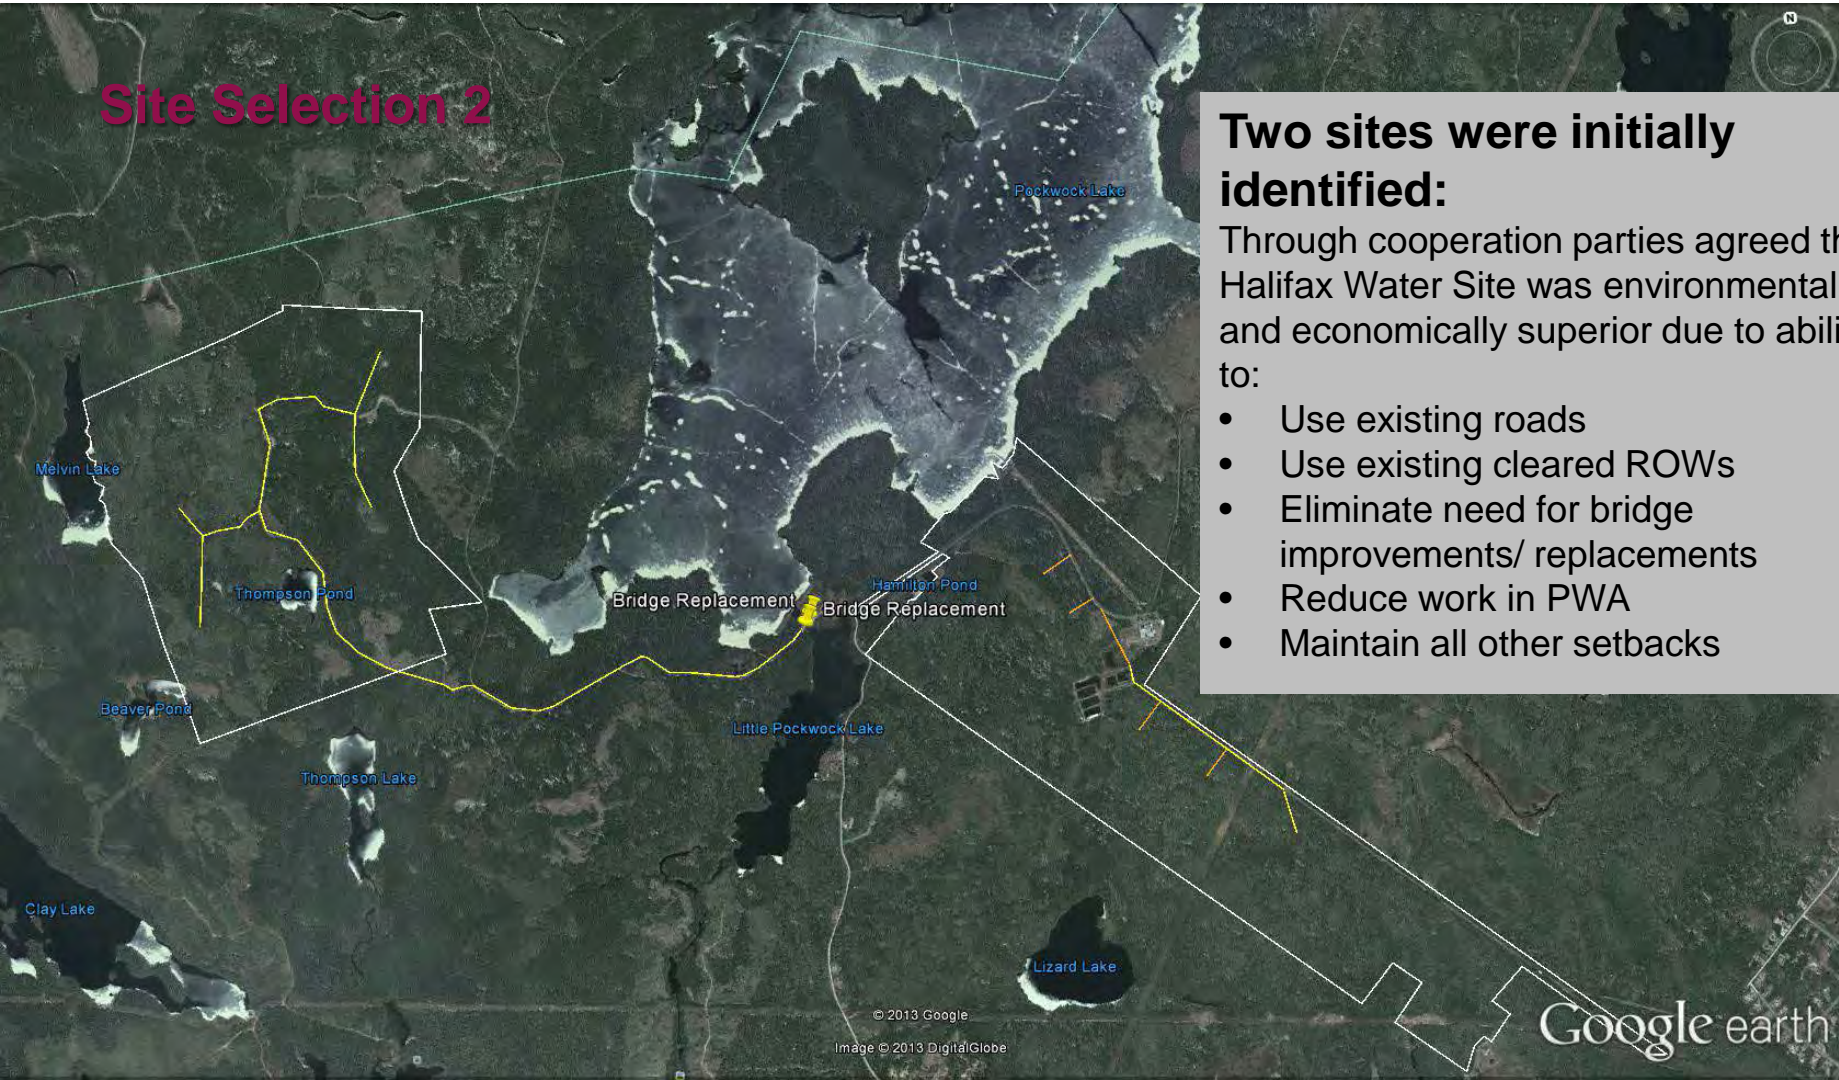 Site Selection 2
N
Two sites were initially
identified:
Through cooperation parties agreed
Halifax Water Site was
and economically superior due to
to:
• Use existing roads
• Use existing cleared ROWs
• Eliminate need for bridge
improvements/ replacements
• Reduce work in PWA
• Maintain all other setbacks
Pockwock Lake
Melvin Lake
Thompson Pond
Hamilton Pond
Bridge Replacement
Bridge Replacement
Beaver Pond
Little Pockwock Lake
Thompson Lake
Clay Lake
Lizard Lake
© 2013 Google
Image © 2013 DigitalGlobe
Google earth